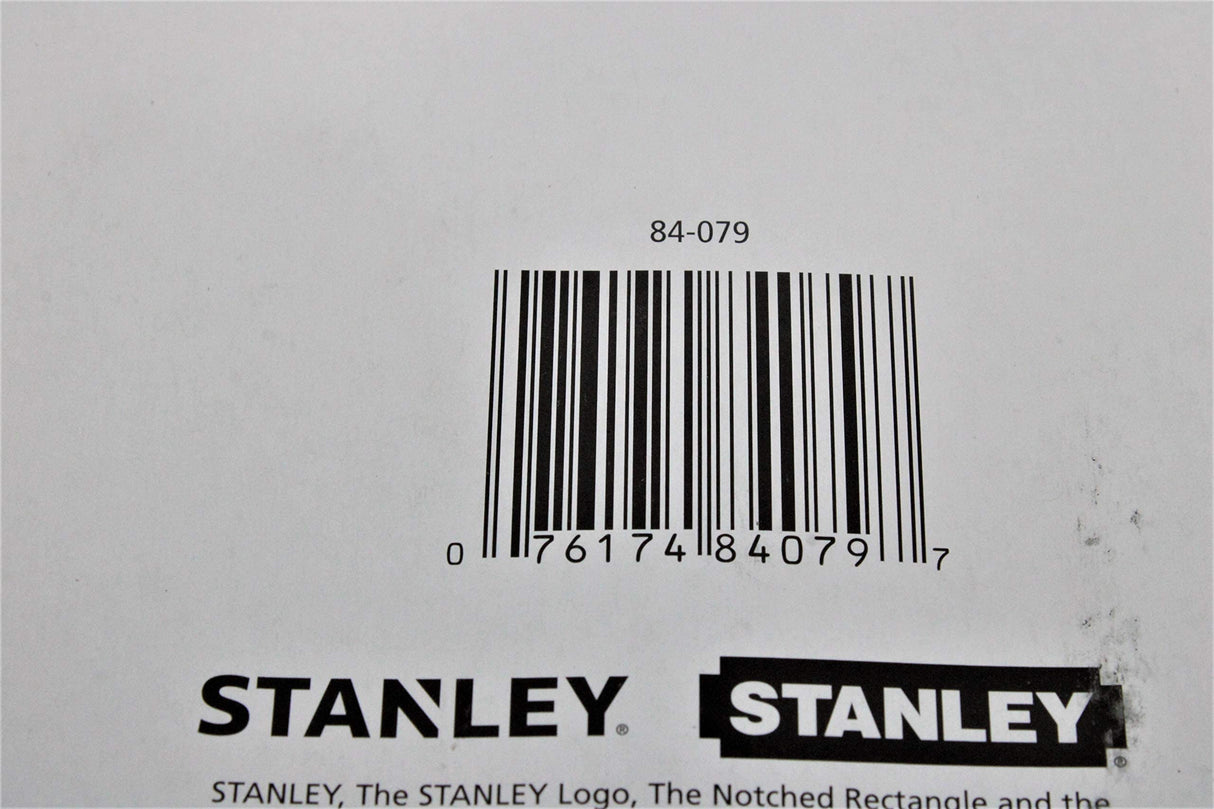 84-079
0 76174 84079 7
STANLEY® STANLEY®
STANLEY, The STANLEY Logo, The Notched Rectangle and the